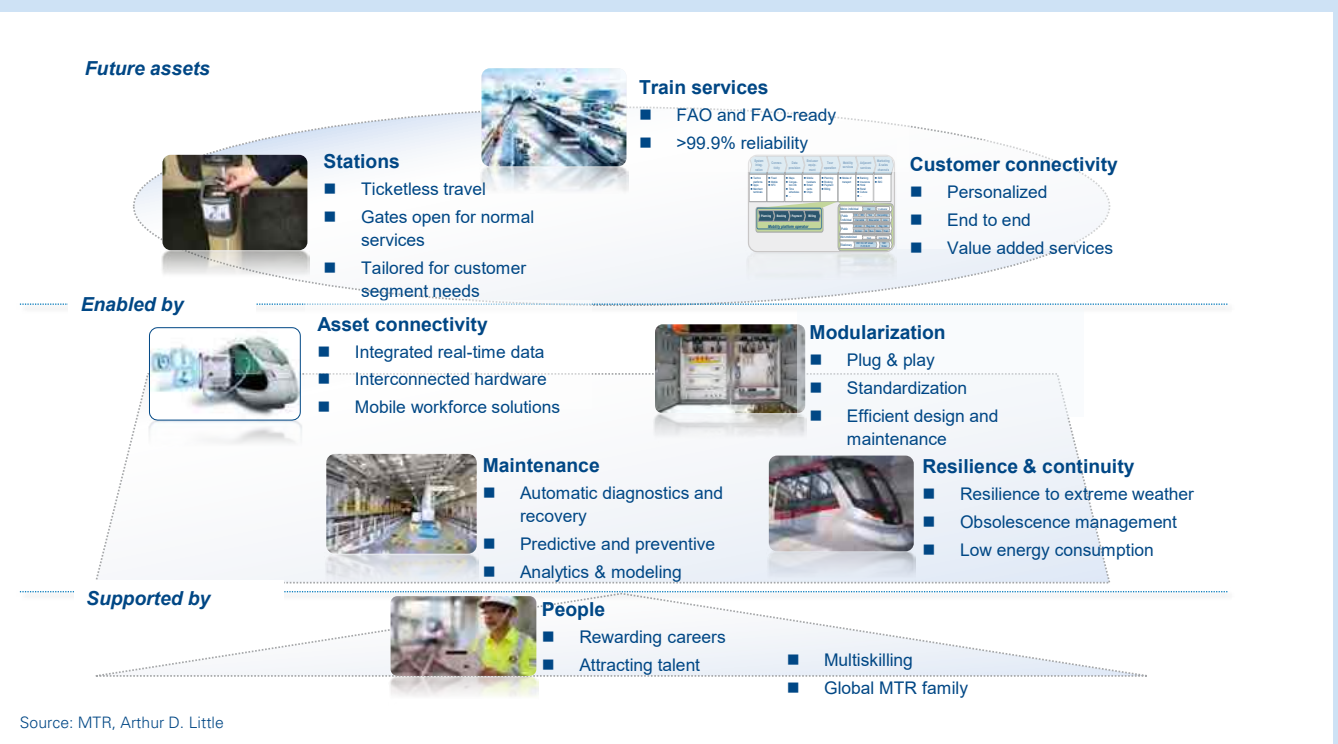 Future assets
Train services
FAO and FAO-ready
>99.9% reliability
Stations
Ticketless travel
Gates open for normal
services
Tailored for customer
segment needs
Customer connectivity
Personalized
End to end
Value added services
Mobility platform operator
Enabled by
Asset connectivity
Integrated real-time data
Interconnected hardware
Mobile workforce solutions
Modularization
Plug & play
Standardization
Efficient design and
maintenance
Maintenance
Automatic diagnostics and
recovery
Predictive and preventive
Analytics & modeling
Resilience & continuity
Resilience to extreme weather
Obsolescence management
Low energy consumption
Supported by
People
Rewarding careers
Attracting talent
Multiskilling
Global MTR family
Source: MTR, Arthur D. Little